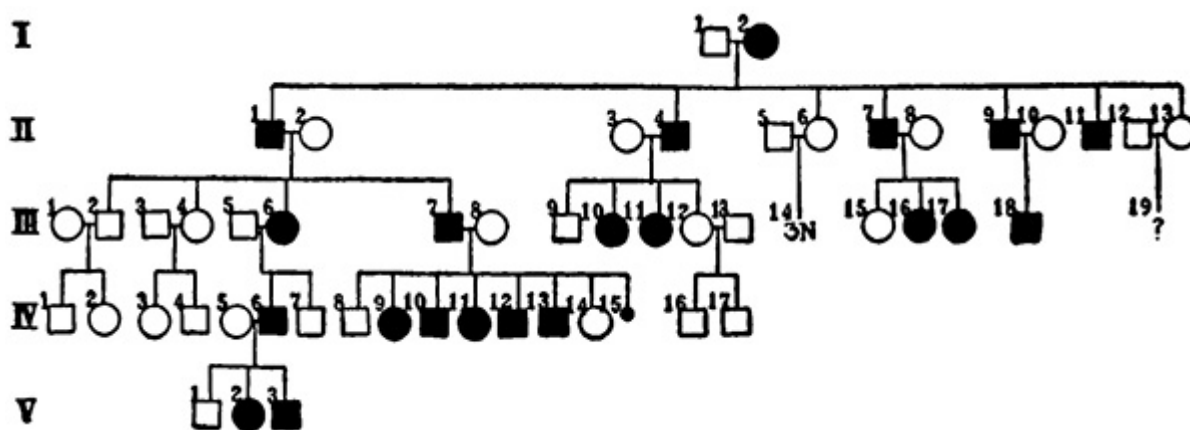 I 1 2
II 1 2 3 4 5 6 7 8 9 10 11 12 13
III 1 2 3 4 5 6 7 8 9 10 11 12 13 14 3N 15 16 17 18 19 ?
IV 1 2 3 4 5 6 7 8 9 10 11 12 13 14 15 16 17
V 1 2 3